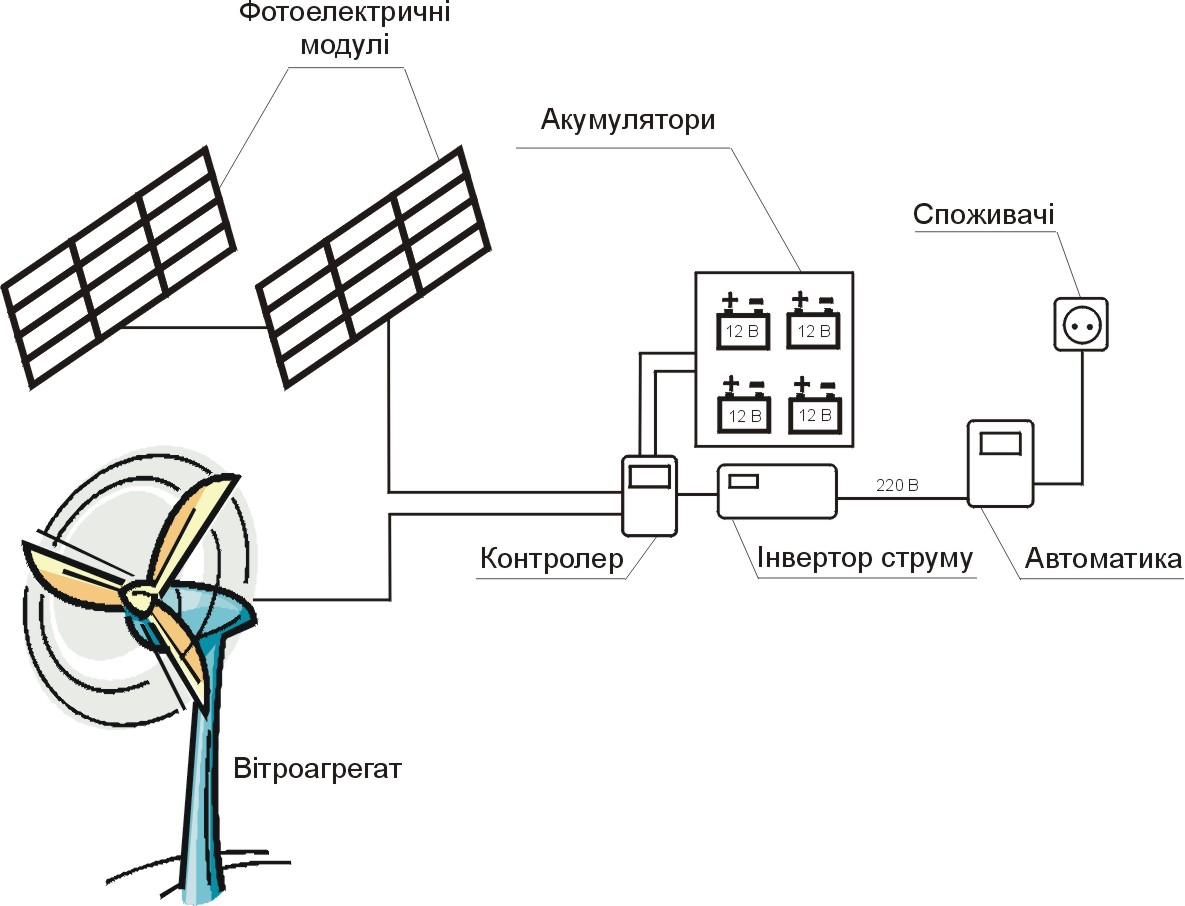 Фотоелектричні
модулі
Акумулятори
Споживачі
+ − + −
12 В 12 В
+ − + −
12 В 12 В
220 В
Контролер
Інвертор струму
Автоматика
Вітроагрегат